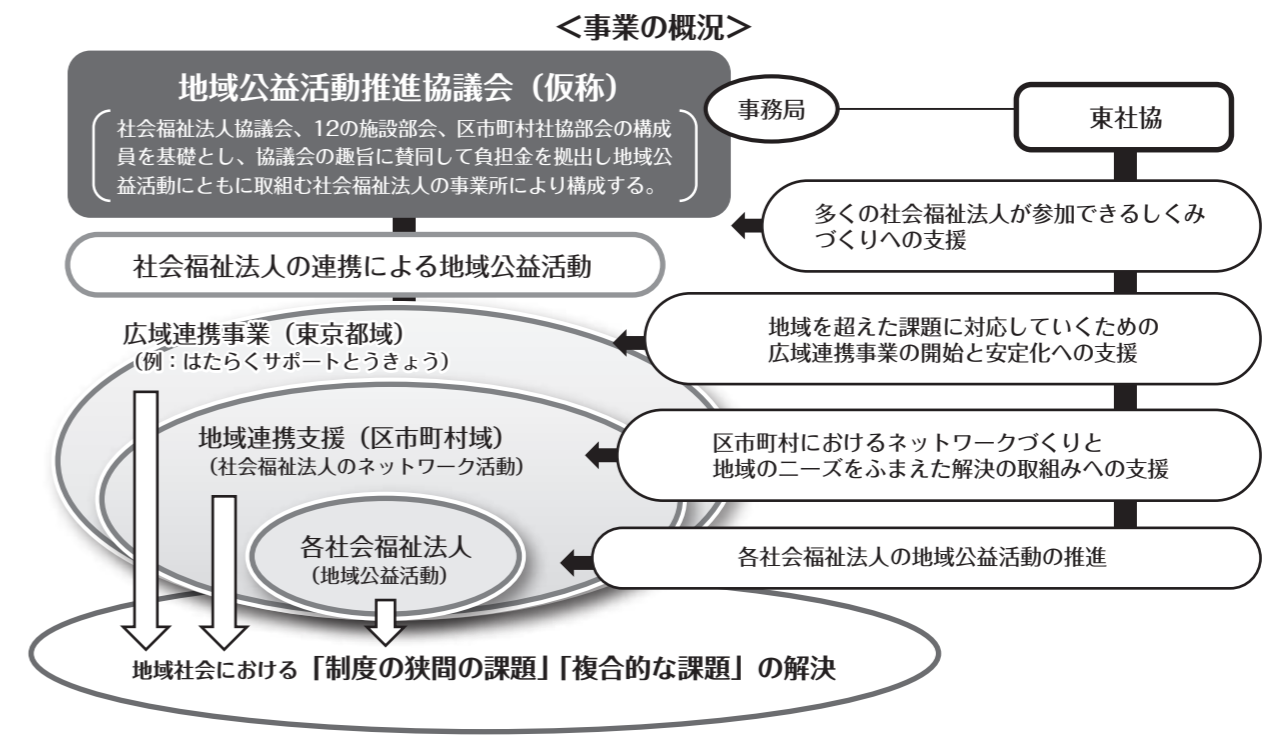 ＜事業の概況＞
地域公益活動推進協議会（仮称）
社会福祉法人協議会、12の施設部会、区市町村社協部会の構成
員を基礎とし、協議会の趣旨に賛同して負担金を拠出し地域公
益活動にともに取組む社会福祉法人の事業所により構成する。
事務局
東社協
多くの社会福祉法人が参加できるしくみ
づくりへの支援
社会福祉法人の連携による地域公益活動
広域連携事業（東京都域）
（例：はたらくサポートとうきょう）
地域を超えた課題に対応していくための
広域連携事業の開始と安定化への支援
地域連携支援（区市町村域）
（社会福祉法人のネットワーク活動）
区市町村におけるネットワークづくりと
地域のニーズをふまえた解決の取組みへの支援
各社会福祉法人
（地域公益活動）
各社会福祉法人の地域公益活動の推進
地域社会における「制度の狭間の課題」「複合的な課題」の解決